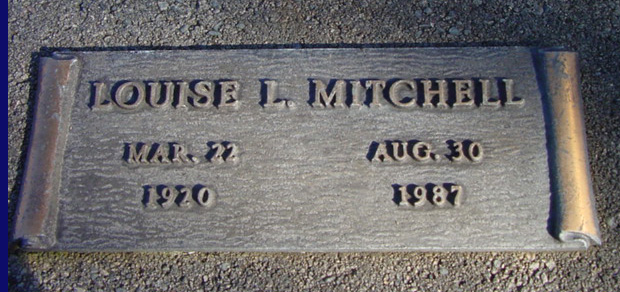 LOUISE L. MITCHELL
MAR. 22 AUG. 30
1920 1987